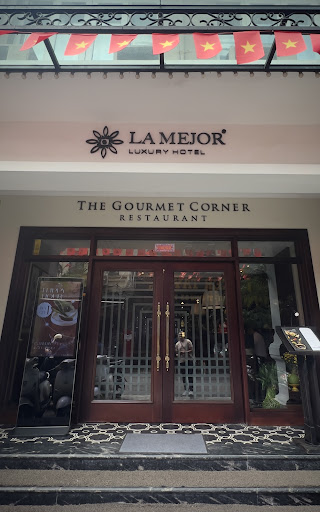 LA MEJOR
LUXURY HOTEL
THE GOURMET CORNER
RESTAURANT